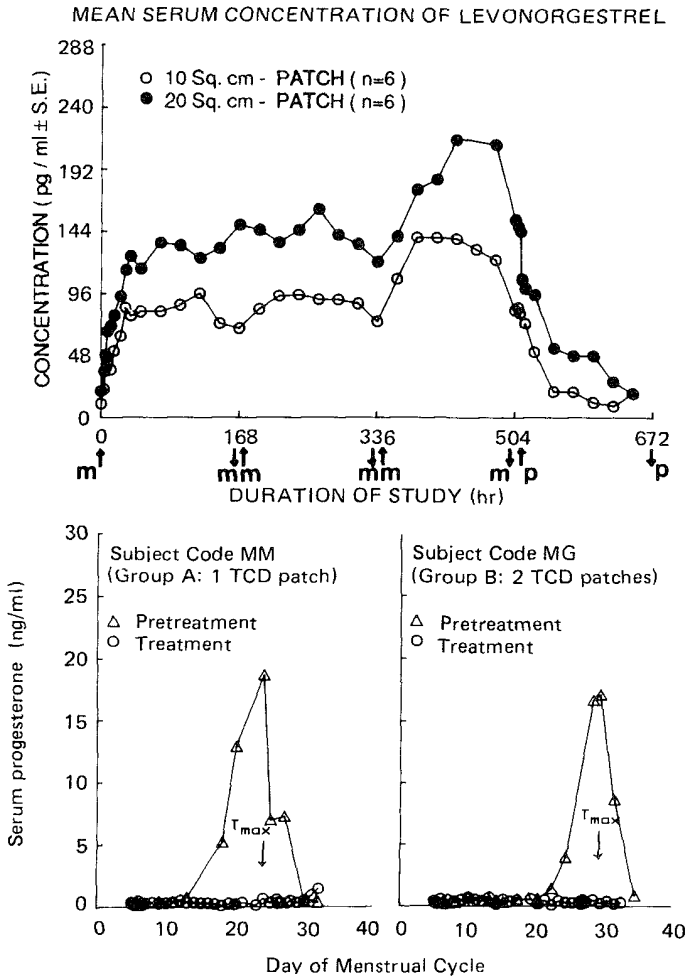 MEAN SERUM CONCENTRATION OF LEVONORGESTREL
288
240
192
144
96
48
0
CONCENTRATION (pg / ml ± S.E.)
○ 10 Sq. cm - PATCH ( n=6 )
● 20 Sq. cm - PATCH ( n=6 )
0 168 336 504 672
m↑ ↓↑ mm ↓↑ mm ↓ m ↑ p ↓ p
DURATION OF STUDY (hr)
30
25
20
15
10
5
0
Serum progesterone (ng/ml)
Subject Code MM
(Group A: 1 TCD patch)
△ Pretreatment
○ Treatment
Tmax
↓
0 10 20 30 40
Subject Code MG
(Group B: 2 TCD patches)
△ Pretreatment
○ Treatment
Tmax
↓
0 10 20 30 40
Day of Menstrual Cycle